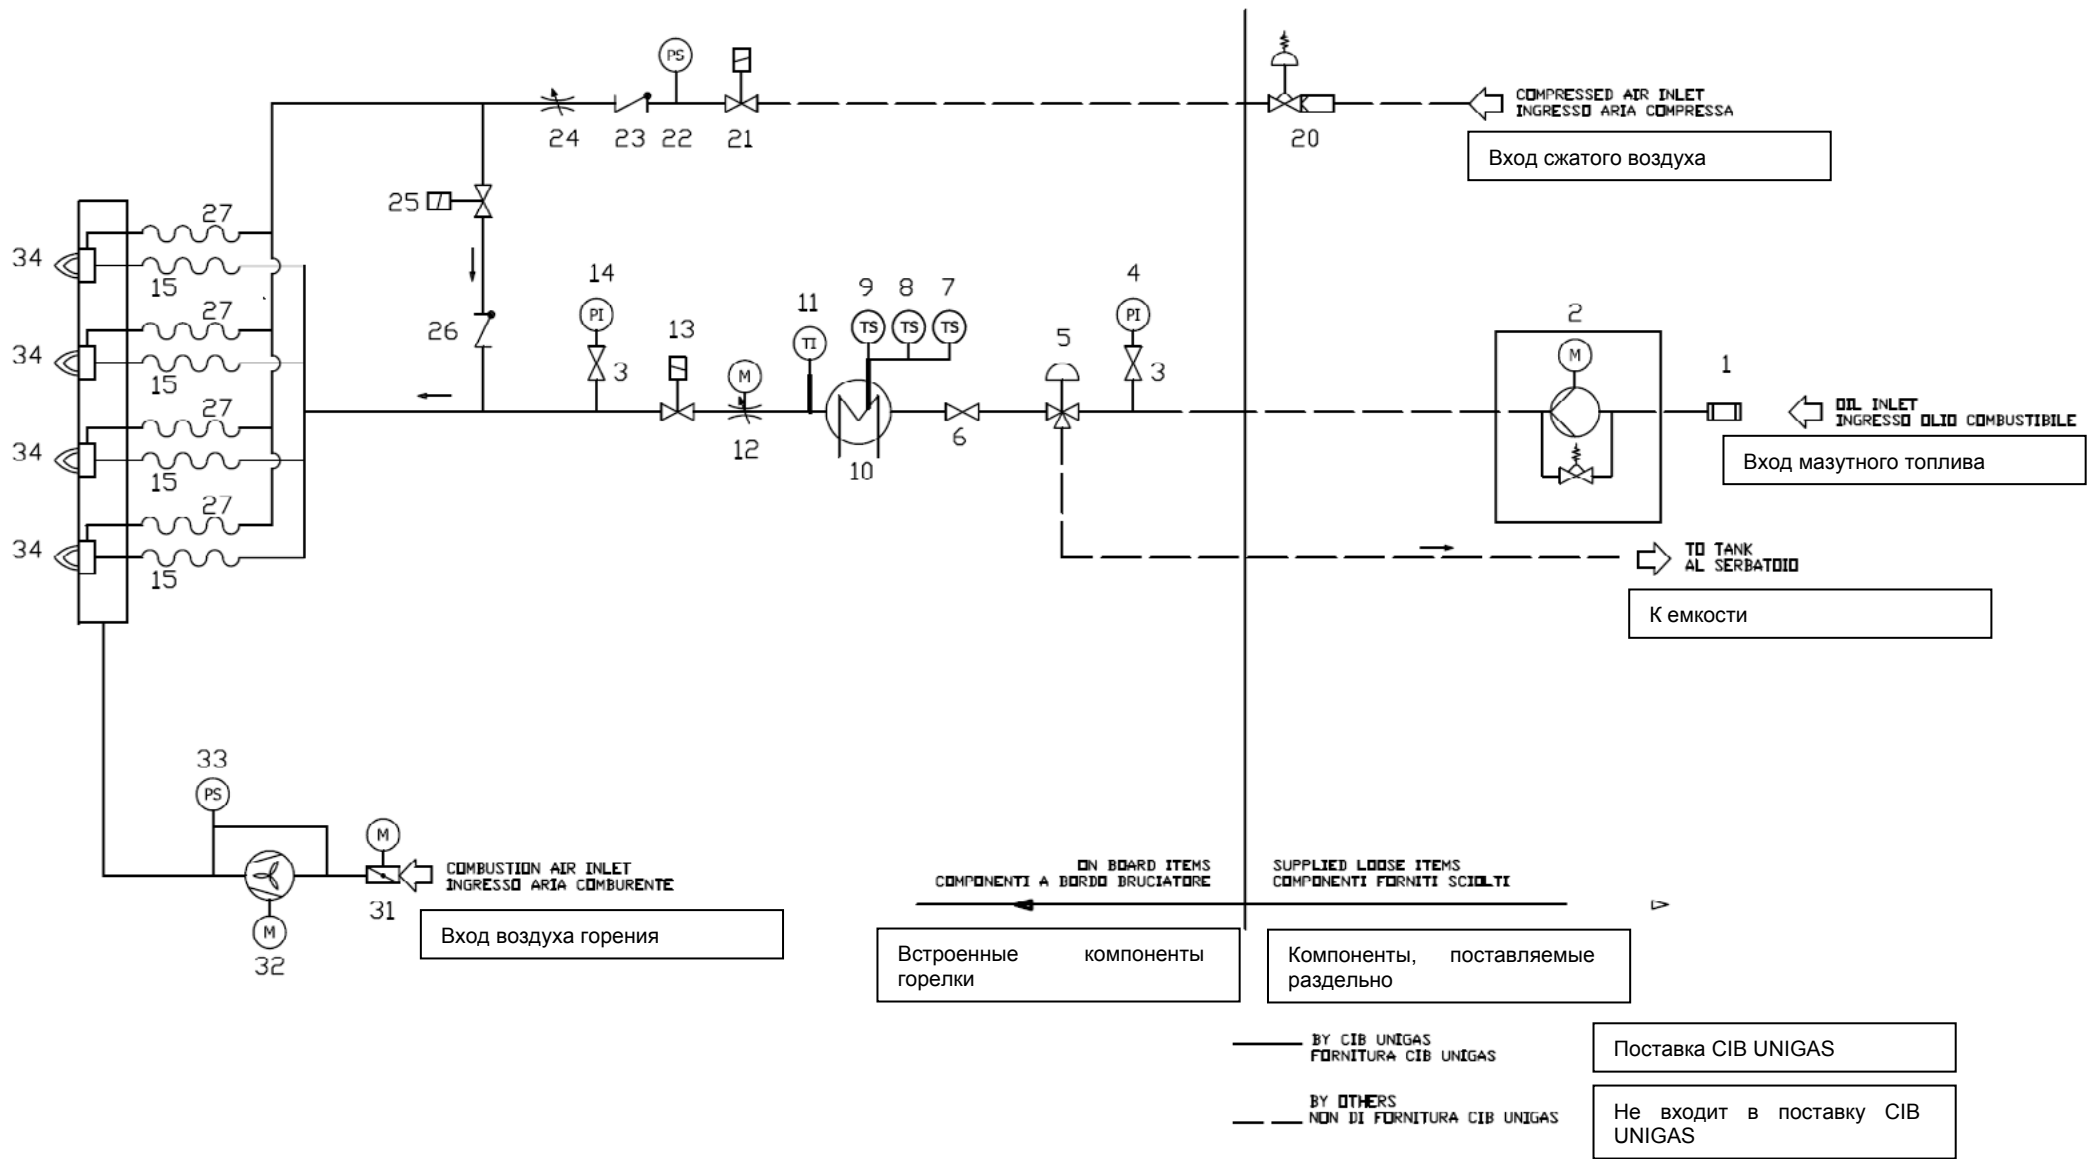 PS
COMPRESSED AIR INLET
INGRESSO ARIA COMPRESSA
24
23
22
21
20
Вход сжатого воздуха
25
27
34
15
27
34
15
27
34
15
27
34
15
26
14
PI
3
13
M
12
11
TI
9
8
7
TS
TS
TS
10
6
5
4
PI
3
2
M
1
OIL INLET
INGRESSO OLIO COMBUSTIBILE
Вход мазутного топлива
TO TANK
AL SERBATOIO
К емкости
33
PS
M
COMBUSTION AIR INLET
INGRESSO ARIA COMBURENTE
31
M
32
Вход воздуха горения
ON BOARD ITEMS
COMPONENTI A BORDO BRUCIATORE
SUPPLIED LOOSE ITEMS
COMPONENTI FORNITI SCIOLTI
Встроенные компоненты
горелки
Компоненты, поставляемые
раздельно
BY CIB UNIGAS
FORNITURA CIB UNIGAS
Поставка CIB UNIGAS
BY OTHERS
NON DI FORNITURA CIB UNIGAS
Не входит в поставку CIB
UNIGAS